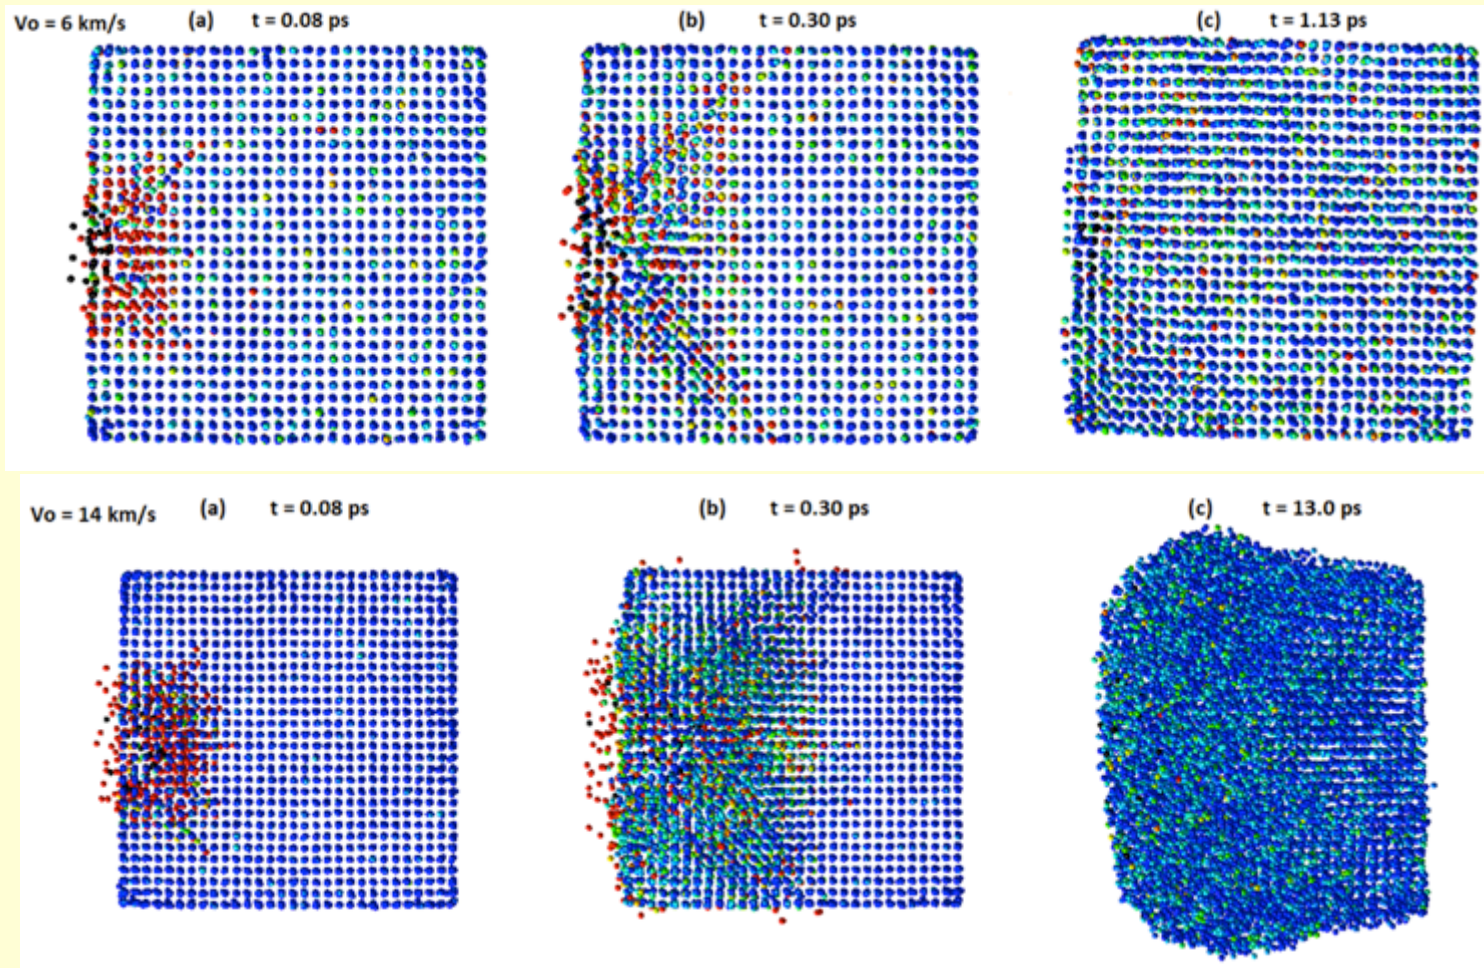 Vo = 6 km/s (a) t = 0.08 ps (b) t = 0.30 ps (c) t = 1.13 ps
Vo = 14 km/s (a) t = 0.08 ps (b) t = 0.30 ps (c) t = 13.0 ps